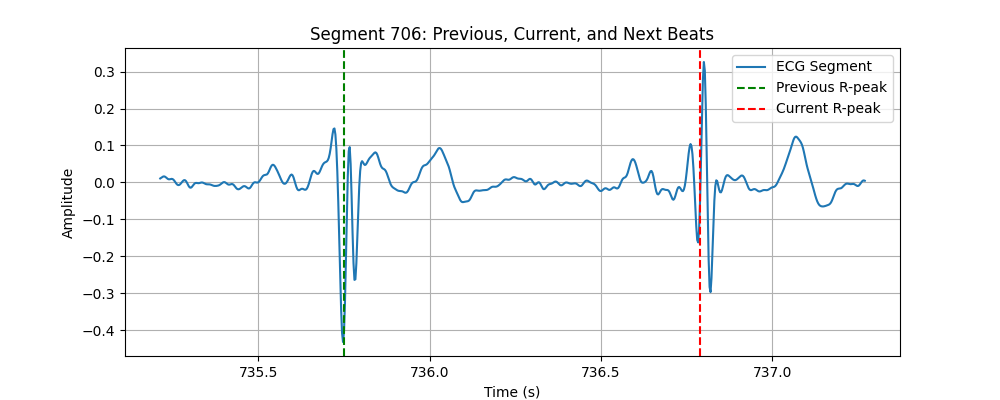 Segment 706: Previous, Current, and Next Beats
ECG Segment
Previous R-peak
Current R-peak
Amplitude
0.3
0.2
0.1
0.0
−0.1
−0.2
−0.3
−0.4
735.5
736.0
736.5
737.0
Time (s)